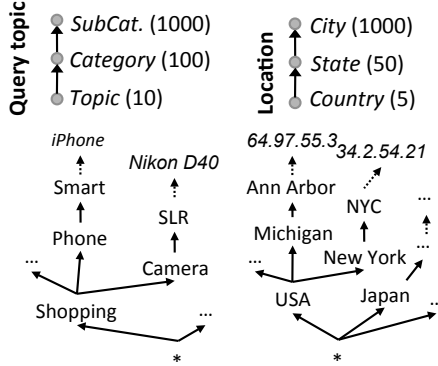 Query topic
SubCat. (1000)
Category (100)
Topic (10)
Location
City (1000)
State (50)
Country (5)
iPhone
Nikon D40
Smart
SLR
Phone
...
Camera
Shopping
...
*
64.97.55.3
34.2.54.21
Ann Arbor
NYC
...
Michigan
...
New York
...
USA
Japan
..
*